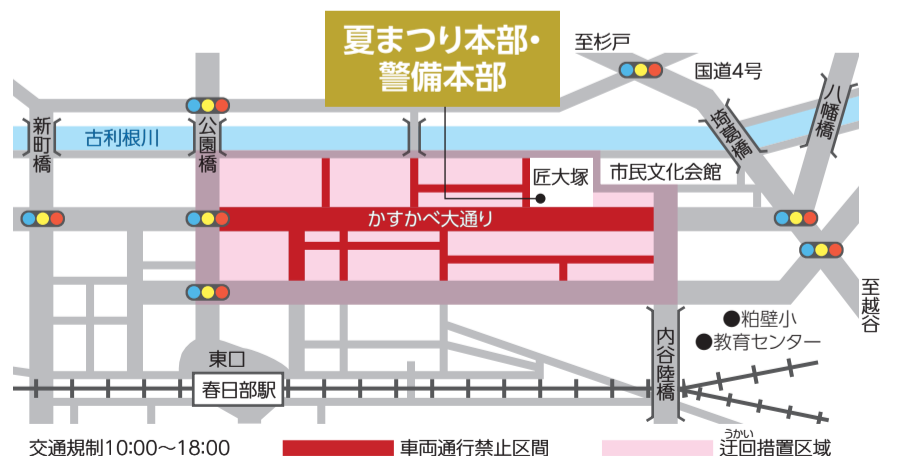 夏まつり本部・
警備本部
至杉戸
国道4号
八幡橋
埼葛橋
新町橋
古利根川
公園橋
匠大塚
市民文化会館
かすかべ大通り
至越谷
粕壁小
教育センター
内谷陸橋
東口
春日部駅
交通規制10:00〜18:00
車両通行禁止区間
うかい
迂回措置区域